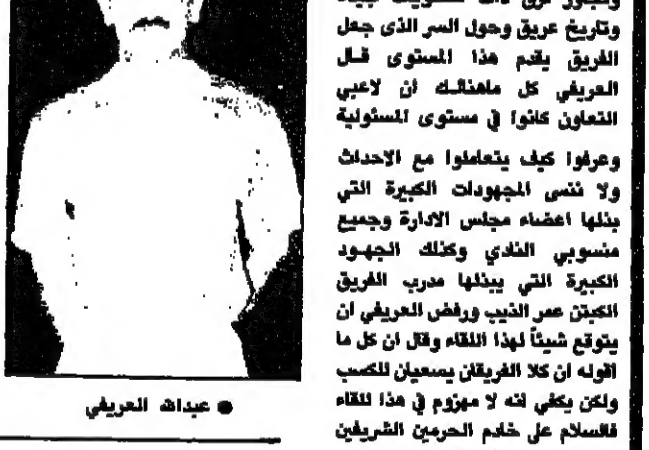 وتاريخ عريق وحول السر الذى جعل
الفريق يقدم هذا المستوى قال
العريفي كل ماهنالك ان لاعبي
التعاون كانوا في مستوى المسئولية
وعرفوا كيف يتعاملوا مع الاحداث
ولا ننسى المجهودات الكبيرة التي
بذلها اعضاء مجلس الادارة وجميع
منسوبي النادي وكذلك الجهود
الكبيرة التي يبذلها مدرب الفريق
الكبتن عمر الذيب ورفض العريفي ان
يتوقع شيئاً لهذا اللقاء وقال ان كل ما
اقوله ان كلا الفريقان يسعيان للكسب
ولكن يكفي انه لا مهزوم في هذا اللقاء
فالسلام على خادم الحرمين الشريفين
● عبدالله العريفي